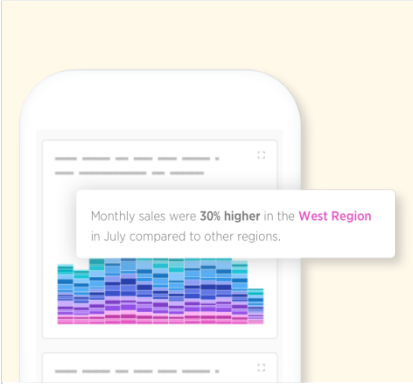 Monthly sales were 30% higher in the West Region
in July compared to other regions.